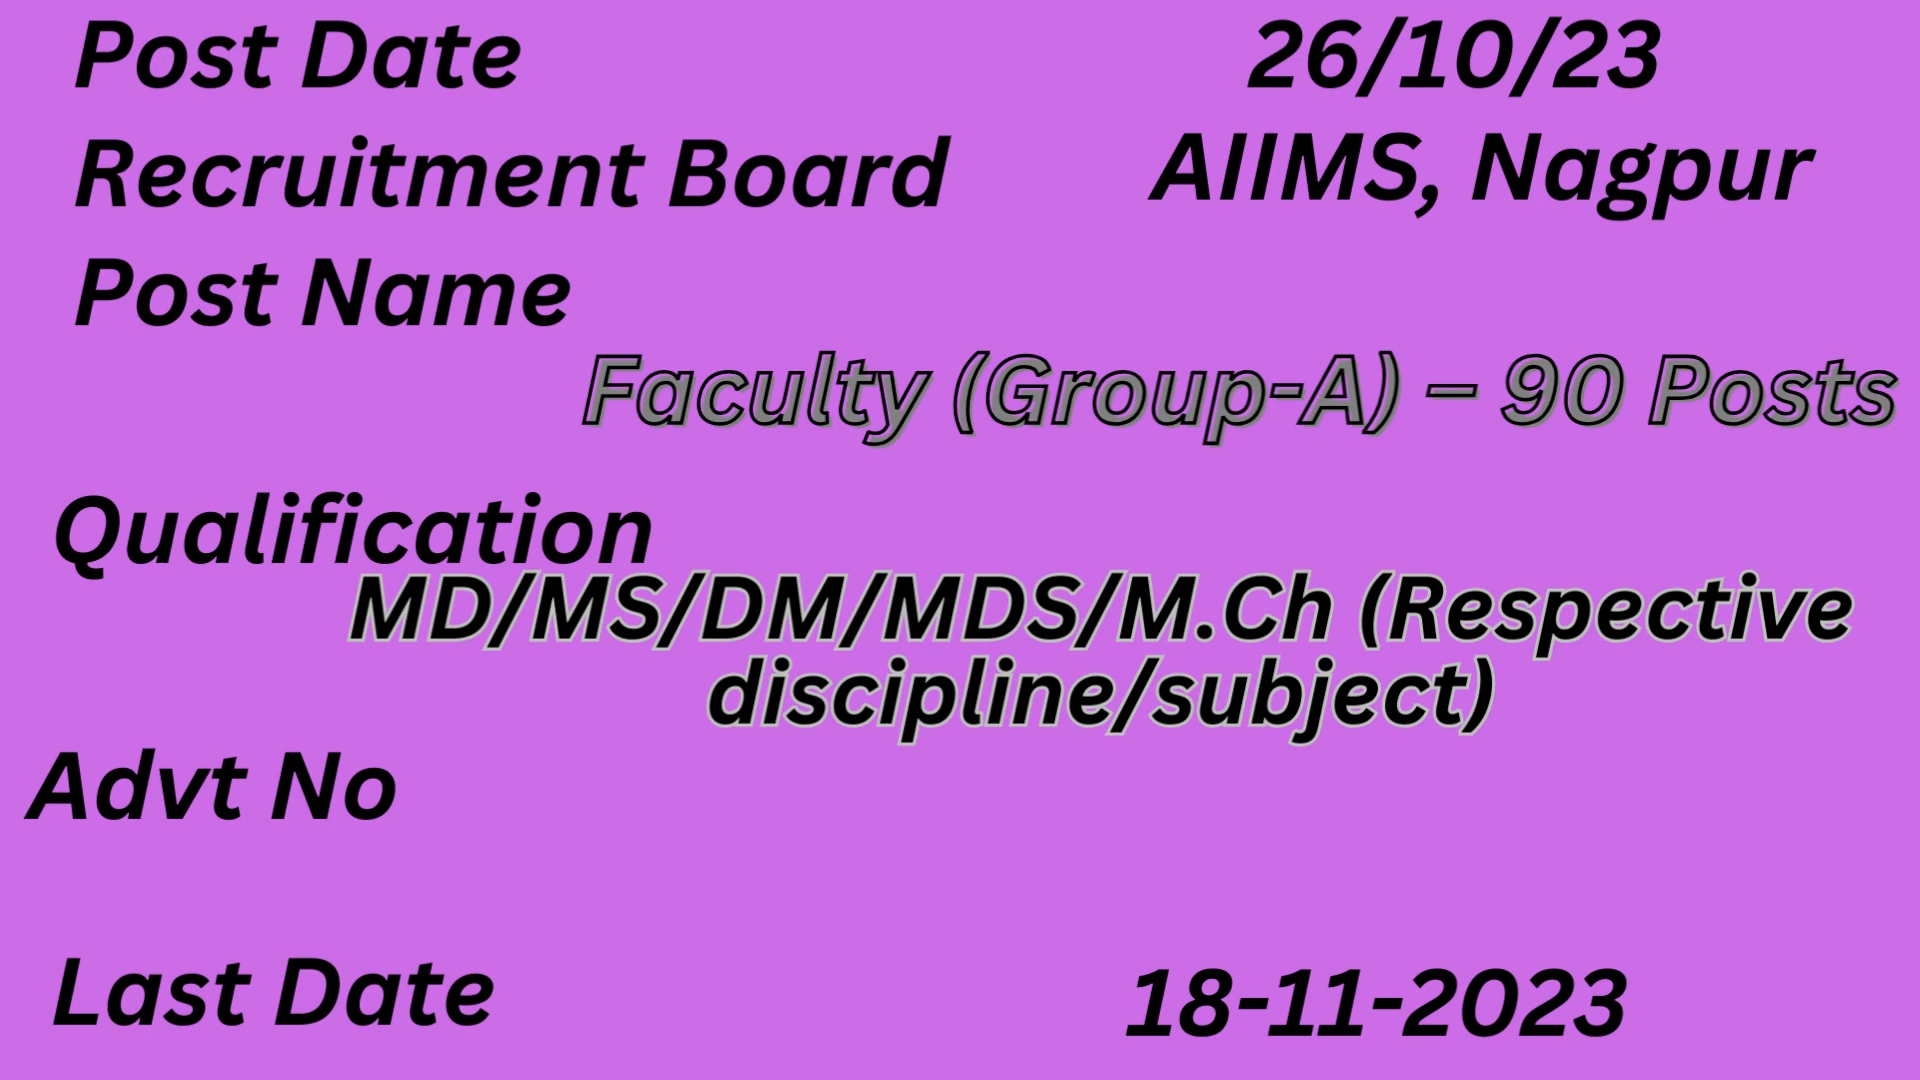 Post Date 26/10/23
Recruitment Board AIIMS, Nagpur
Post Name
Faculty (Group-A) – 90 Posts
Qualification
MD/MS/DM/MDS/M.Ch (Respective
discipline/subject)
Advt No
Last Date 18-11-2023